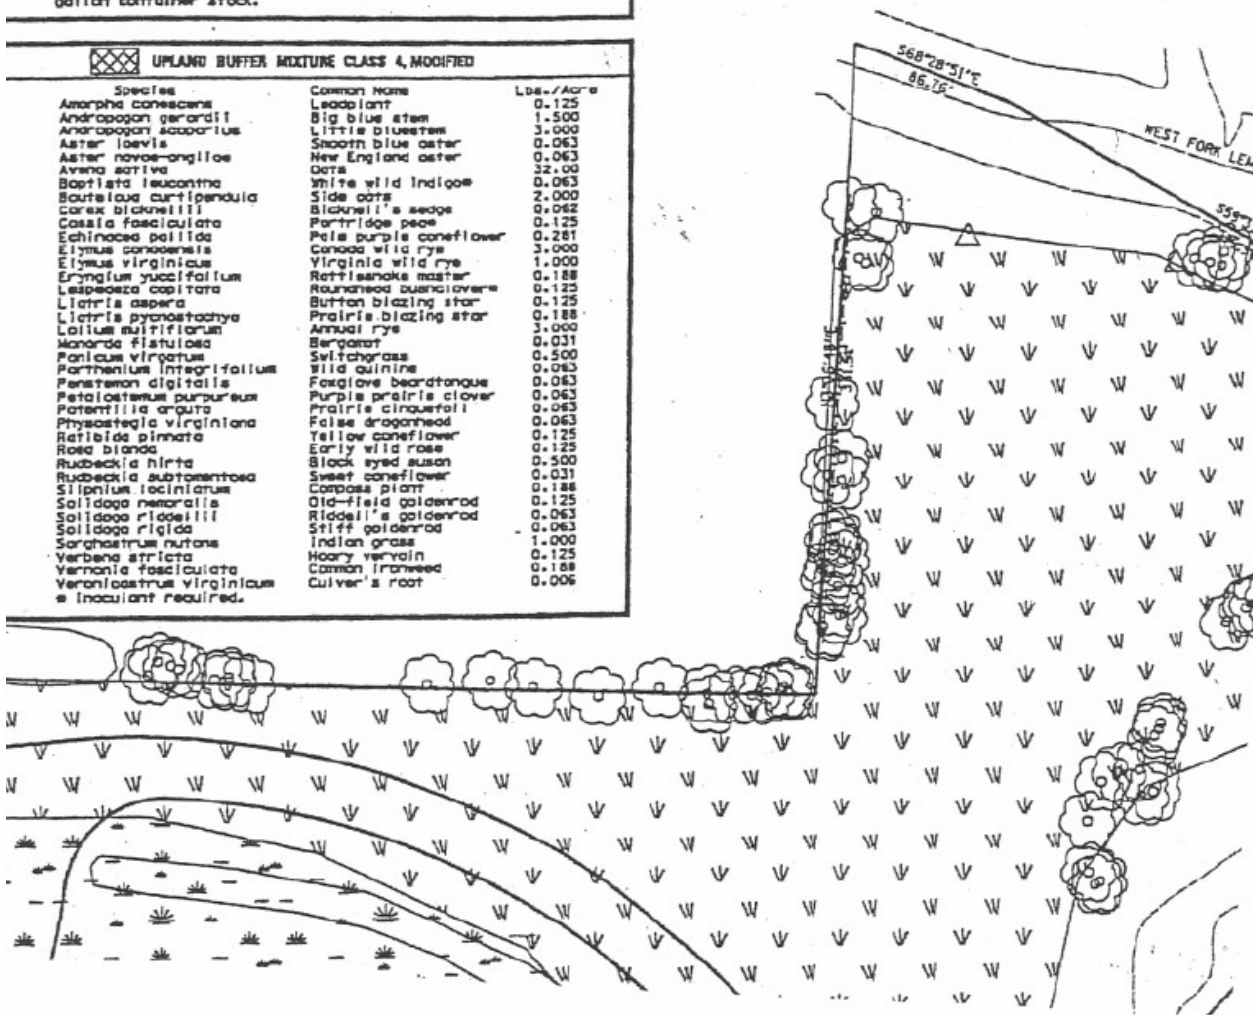 gallon container stock.
UPLAND BUFFER MIXTURE CLASS 4, MODIFIED
Species Common Name Lbs./Acre
Amorpha canescens Leadplant 0.125
Andropogon gerardii Big blue stem 1.500
Andropogon scoparius Little bluestem 3.000
Aster laevis Smooth blue aster 0.063
Aster novae-angliae New England aster 0.063
Avena sativa Oats 32.00
Baptista leucantha White wild indigo* 0.063
Bouteloua curtipendula Side oats 2.000
Carex bicknellii Bicknell's sedge 0.062
Cassia fasciculata Partridge pea* 0.125
Echinacea pallida Pale purple coneflower 0.281
Elymus canadensis Canada wild rye 3.000
Elymus virginicus Virginia wild rye 1.000
Eryngium yuccifolium Rattlesnake master 0.188
Lespedeza capitata Roundhead bushclover* 0.125
Liatris aspera Button blazing star 0.125
Liatris pycnostachya Prairie blazing star 0.188
Lolium multiflorum Annual rye 3.000
Monarda fistulosa Bergamot 0.031
Panicum virgatum Switchgrass 0.500
Parthenium integrifolium Wild quinine 0.063
Penstemon digitalis Foxglove beardtongue 0.063
Petalostemum purpureum Purple prairie clover 0.063
Potentilla arguta Prairie cinquefoil 0.063
Physostegia virginiana False dragonhead 0.063
Ratibida pinnata Yellow coneflower 0.125
Rosa blanda Early wild rose 0.125
Rudbeckia hirta Black eyed susan 0.500
Rudbeckia subtomentosa Sweet coneflower 0.031
Silpnium laciniatum Compass plant 0.188
Solidago nemoralis Old-field goldenrod 0.125
Solidago riddellii Riddell's goldenrod 0.063
Solidago rigida Stiff goldenrod 0.063
Sorghastrum nutans Indian grass 1.000
Verbena stricta Hoary vervain 0.125
Vernonia fasciculata Common ironweed 0.188
Veronicastrum virginicum Culver's root 0.006
* Inoculant required.
S68°28'51"E
86.76'
WEST FORK